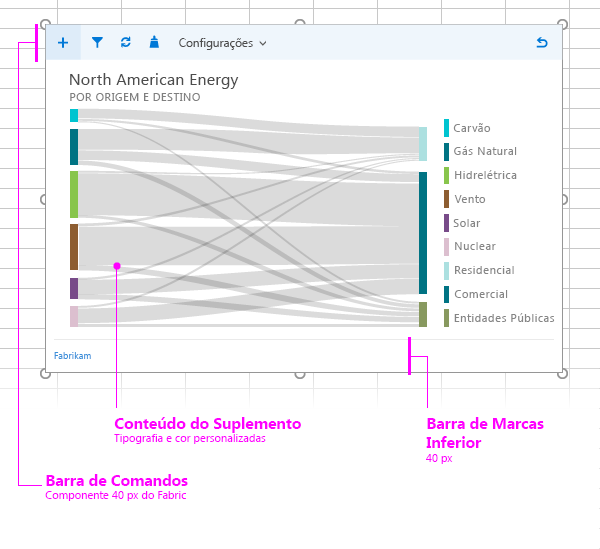 Configurações
North American Energy
POR ORIGEM E DESTINO
Carvão
Gás Natural
Hidrelétrica
Vento
Solar
Nuclear
Residencial
Comercial
Entidades Públicas
Fabrikam
Conteúdo do Suplemento
Tipografia e cor personalizadas
Barra de Marcas
Inferior
40 px
Barra de Comandos
Componente 40 px do Fabric